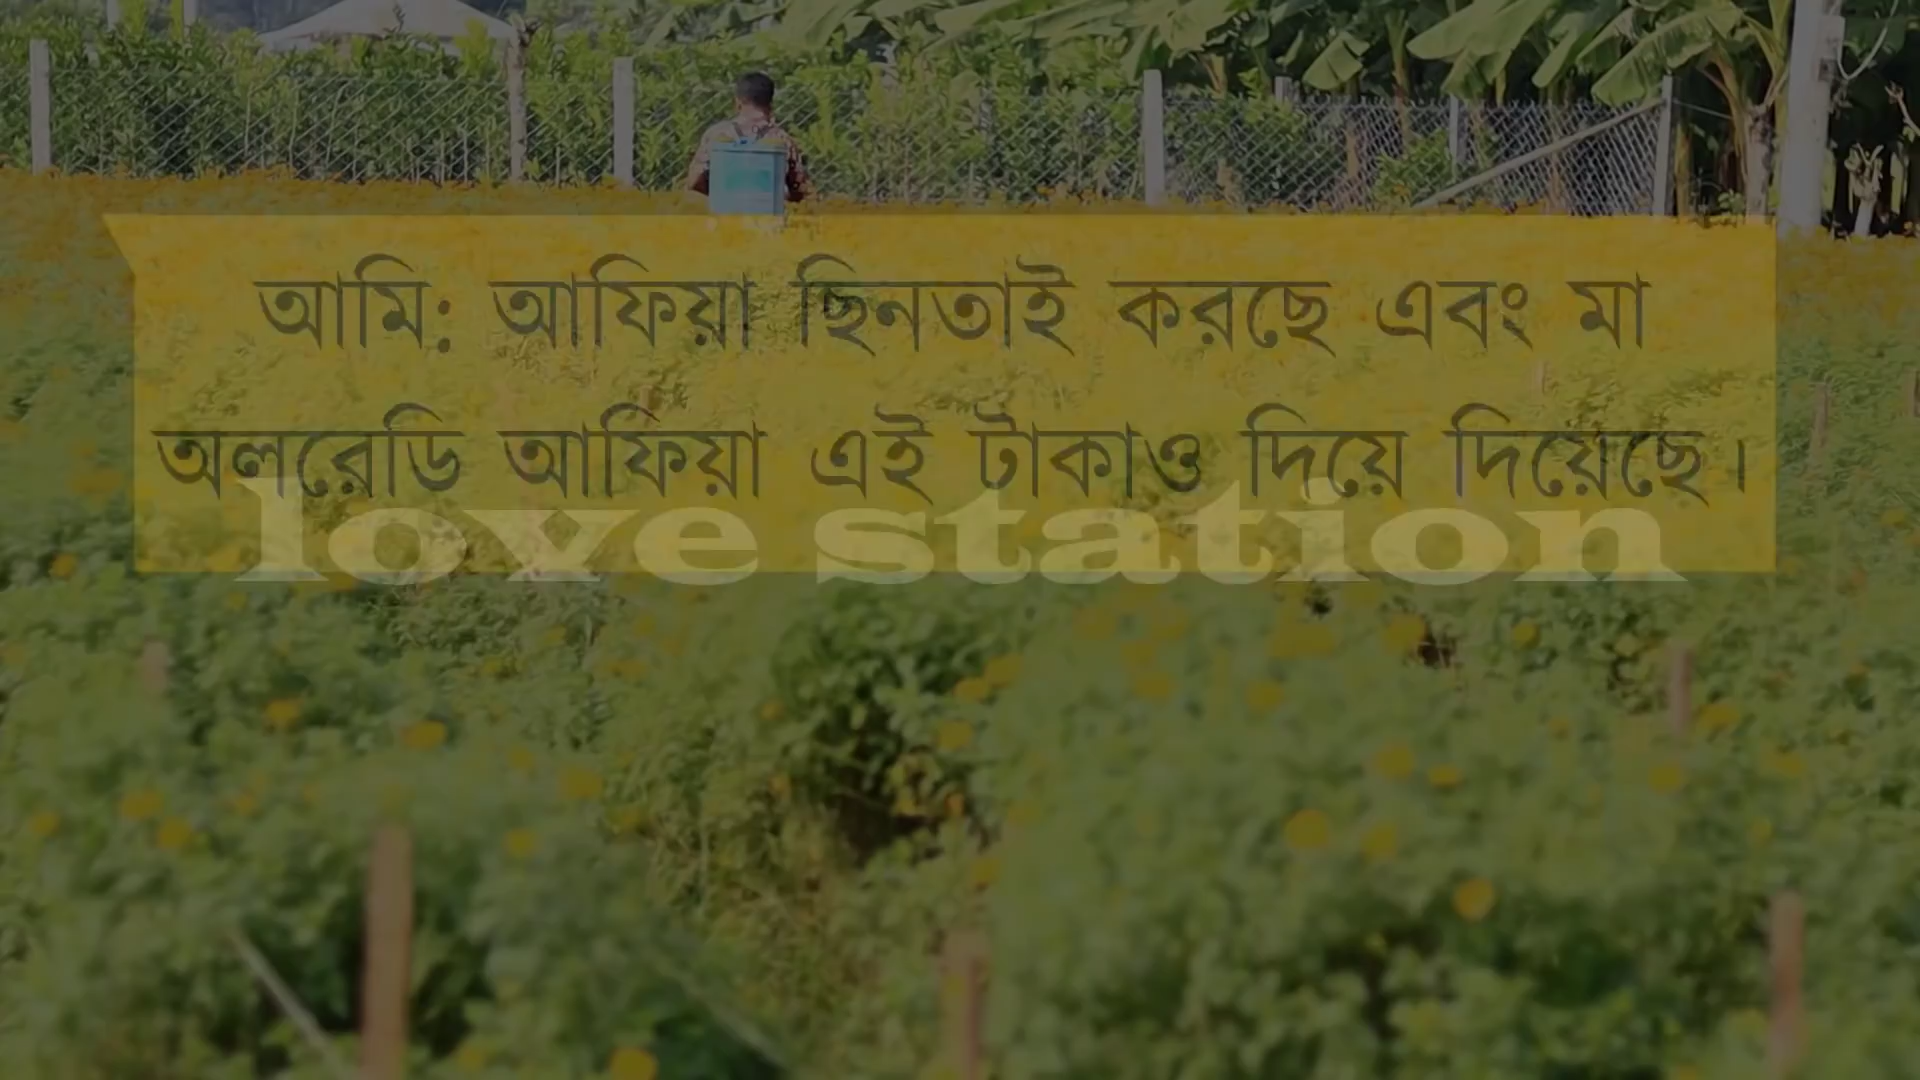 আমি: আফিয়া ছিনতাই করছে এবং মা
অলরেডি আফিয়া এই টাকাও দিয়ে দিয়েছে।
love station